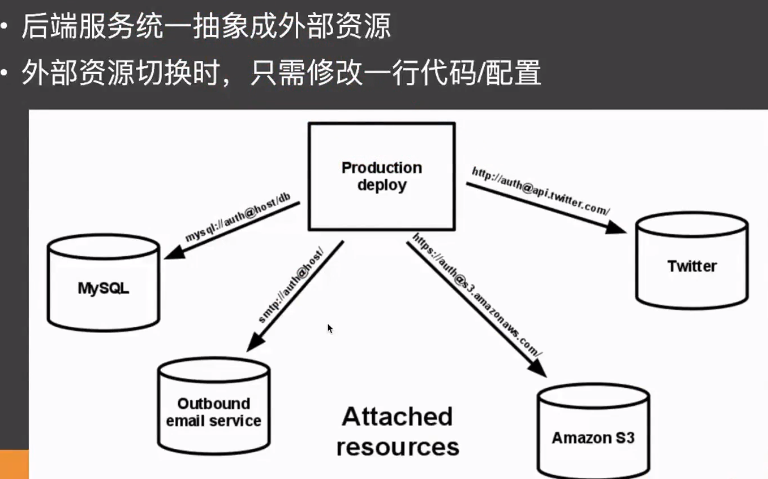 • 后端服务统一抽象成外部资源
• 外部资源切换时，只需修改一行代码/配置
Production
deploy
mysql://auth@host/db
http://auth@api.twitter.com/
smtp://auth@host/
https://auth@s3.amazonaws.com/
MySQL
Twitter
Outbound
email service
Attached
resources
Amazon S3